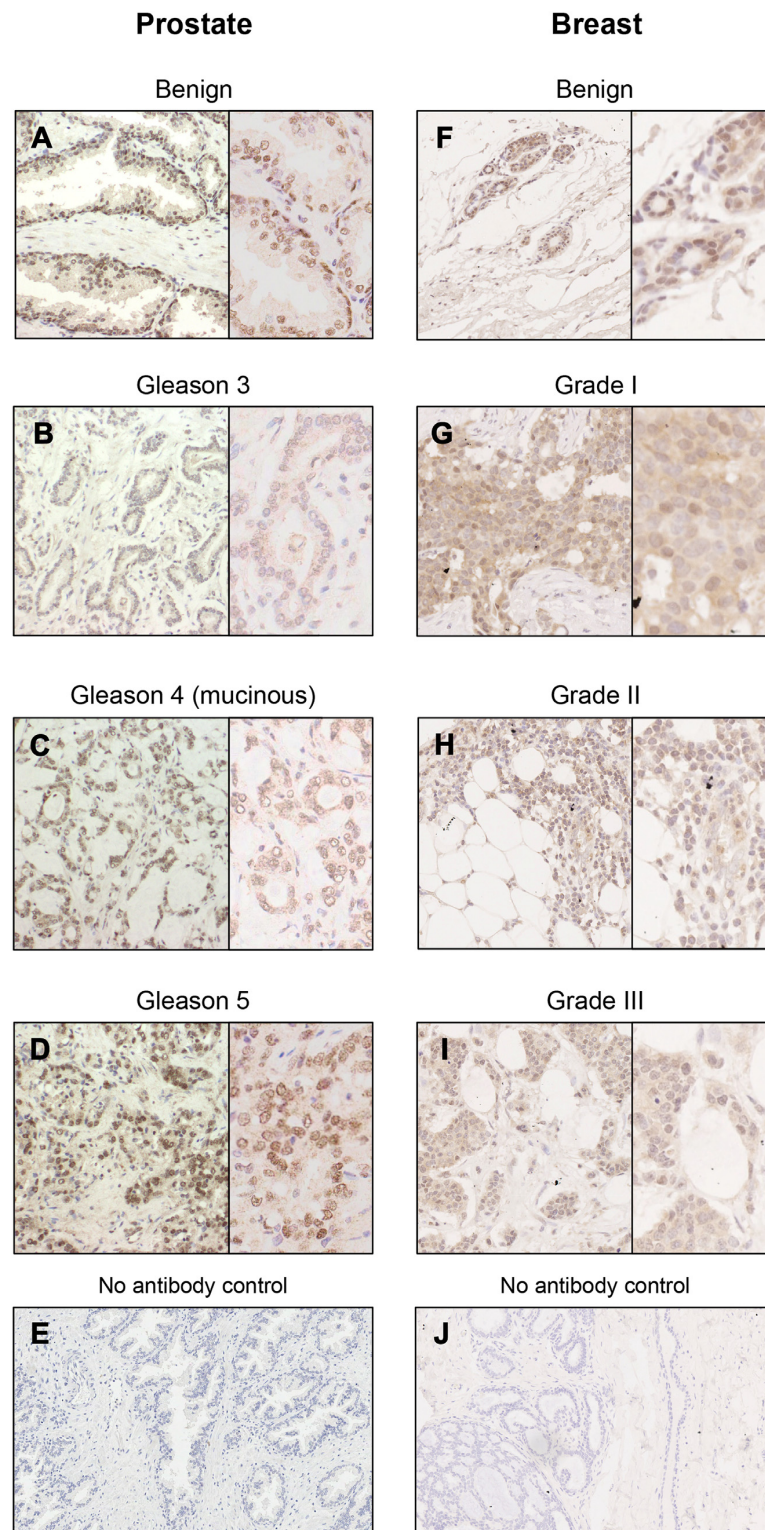 Prostate
Breast
Benign
Benign
A
F
Gleason 3
Grade I
B
G
Gleason 4 (mucinous)
Grade II
C
H
Gleason 5
Grade III
D
I
No antibody control
No antibody control
E
J